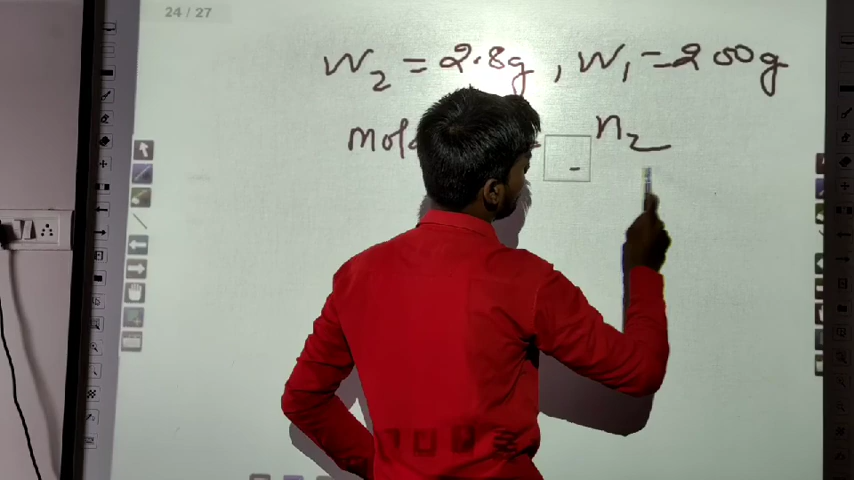 24 / 27
W₂ = 2.8g , W₁ = 200g
n₂